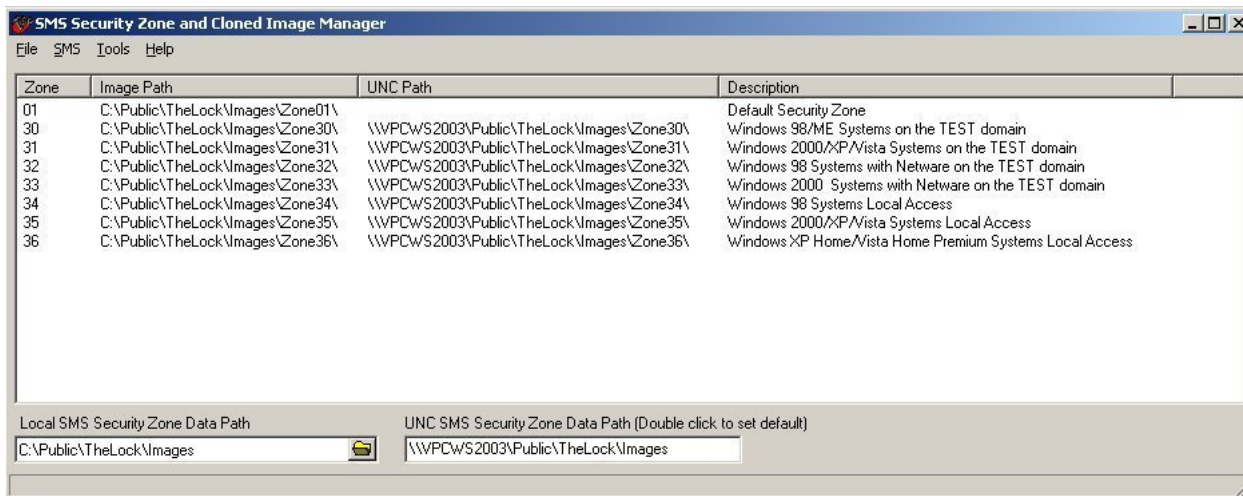 SMS Security Zone and Cloned Image Manager
File SMS Tools Help
Zone Image Path UNC Path Description
01 C:\Public\TheLock\Images\Zone01\ Default Security Zone
30 C:\Public\TheLock\Images\Zone30\ \\VPCWS2003\Public\TheLock\Images\Zone30\ Windows 98/ME Systems on the TEST domain
31 C:\Public\TheLock\Images\Zone31\ \\VPCWS2003\Public\TheLock\Images\Zone31\ Windows 2000/XP/Vista Systems on the TEST domain
32 C:\Public\TheLock\Images\Zone32\ \\VPCWS2003\Public\TheLock\Images\Zone32\ Windows 98 Systems with Netware on the TEST domain
33 C:\Public\TheLock\Images\Zone33\ \\VPCWS2003\Public\TheLock\Images\Zone33\ Windows 2000  Systems with Netware on the TEST domain
34 C:\Public\TheLock\Images\Zone34\ \\VPCWS2003\Public\TheLock\Images\Zone34\ Windows 98 Systems Local Access
35 C:\Public\TheLock\Images\Zone35\ \\VPCWS2003\Public\TheLock\Images\Zone35\ Windows 2000/XP/Vista Systems Local Access
36 C:\Public\TheLock\Images\Zone36\ \\VPCWS2003\Public\TheLock\Images\Zone36\ Windows XP Home/Vista Home Premium Systems Local Access
Local SMS Security Zone Data Path UNC SMS Security Zone Data Path (Double click to set default)
C:\Public\TheLock\Images \\VPCWS2003\Public\TheLock\Images